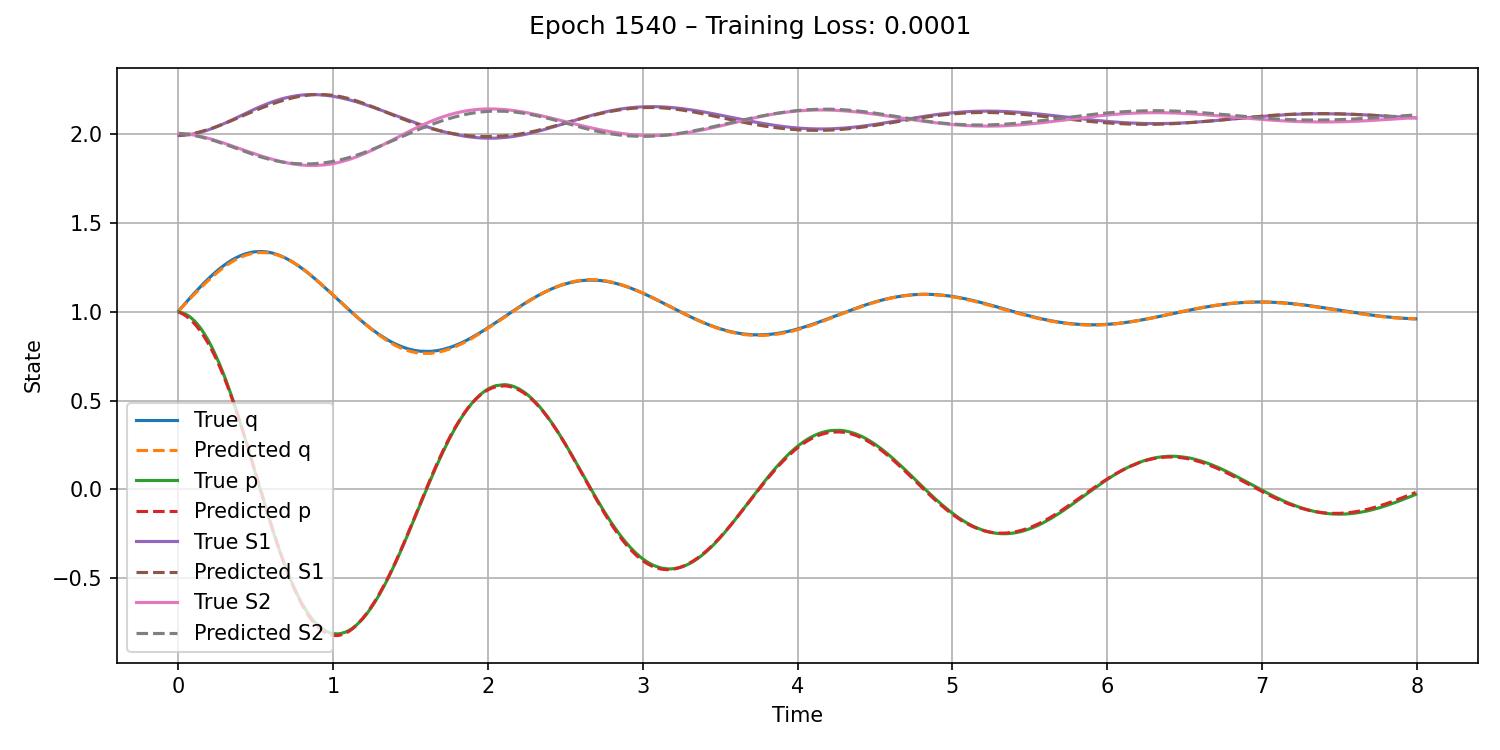 Epoch 1540 – Training Loss: 0.0001
2.0
1.5
1.0
0.5
0.0
−0.5
State
True q
Predicted q
True p
Predicted p
True S1
Predicted S1
True S2
Predicted S2
0 1 2 3 4 5 6 7 8
Time